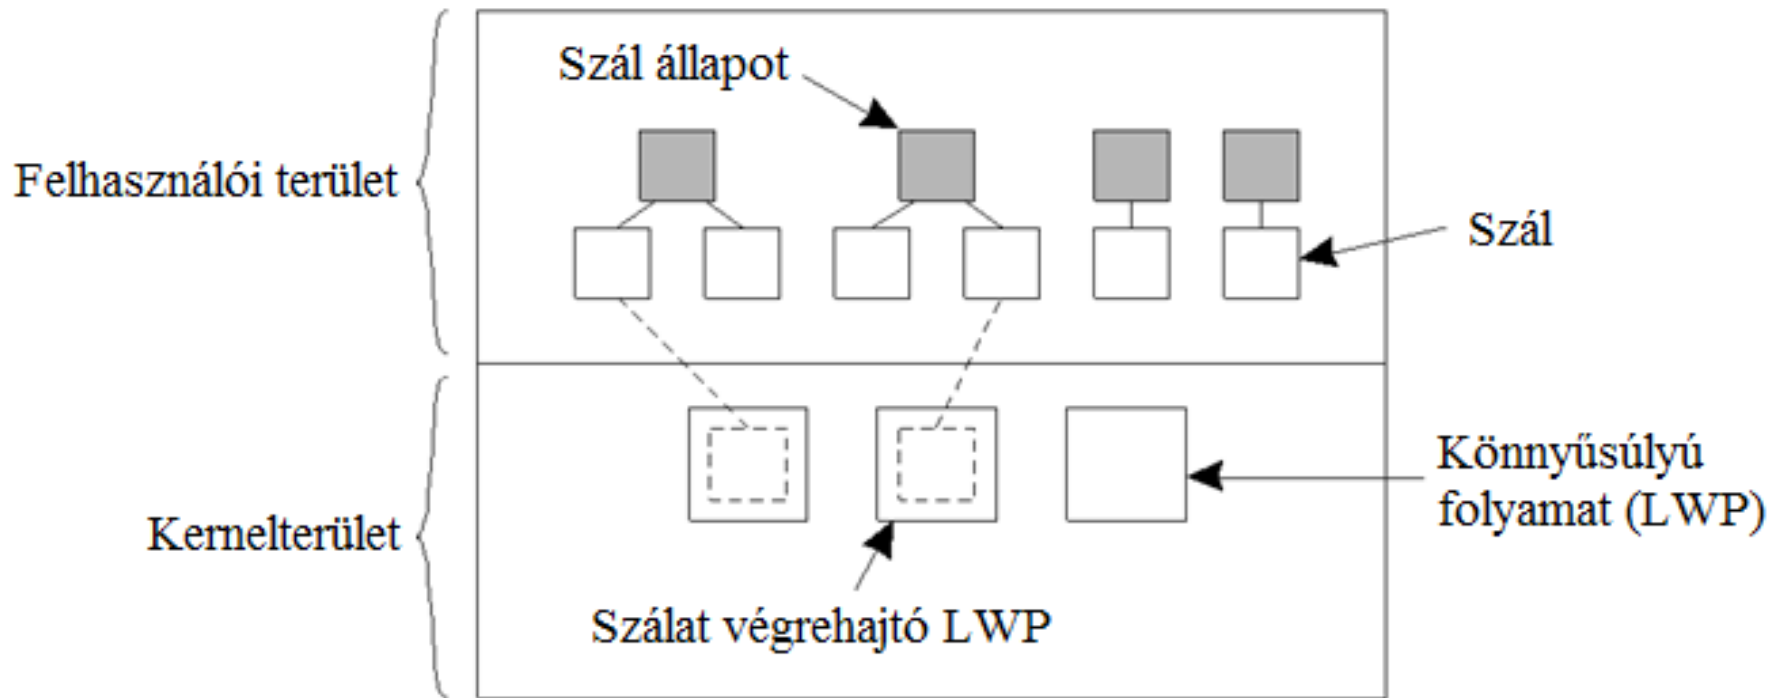 Szál állapot
Felhasználói terület
Szál
Könnyűsúlyú
folyamat (LWP)
Kernelterület
Szálat végrehajtó LWP